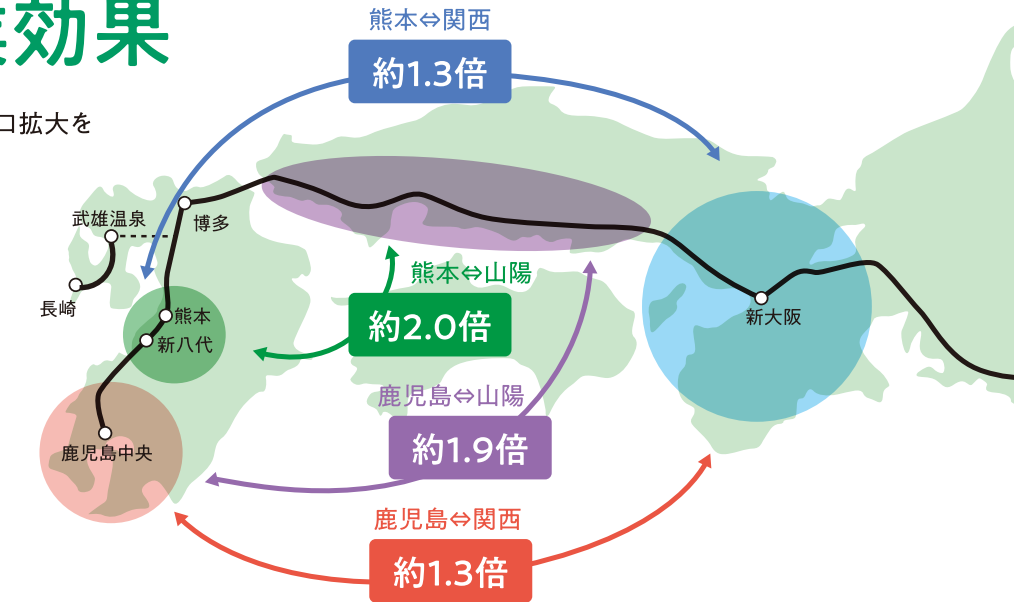 効果
口拡大を
熊本⇔関西
約1.3倍
武雄温泉
博多
長崎
熊本⇔山陽
約2.0倍
熊本
新八代
新大阪
鹿児島⇔山陽
約1.9倍
鹿児島中央
鹿児島⇔関西
約1.3倍